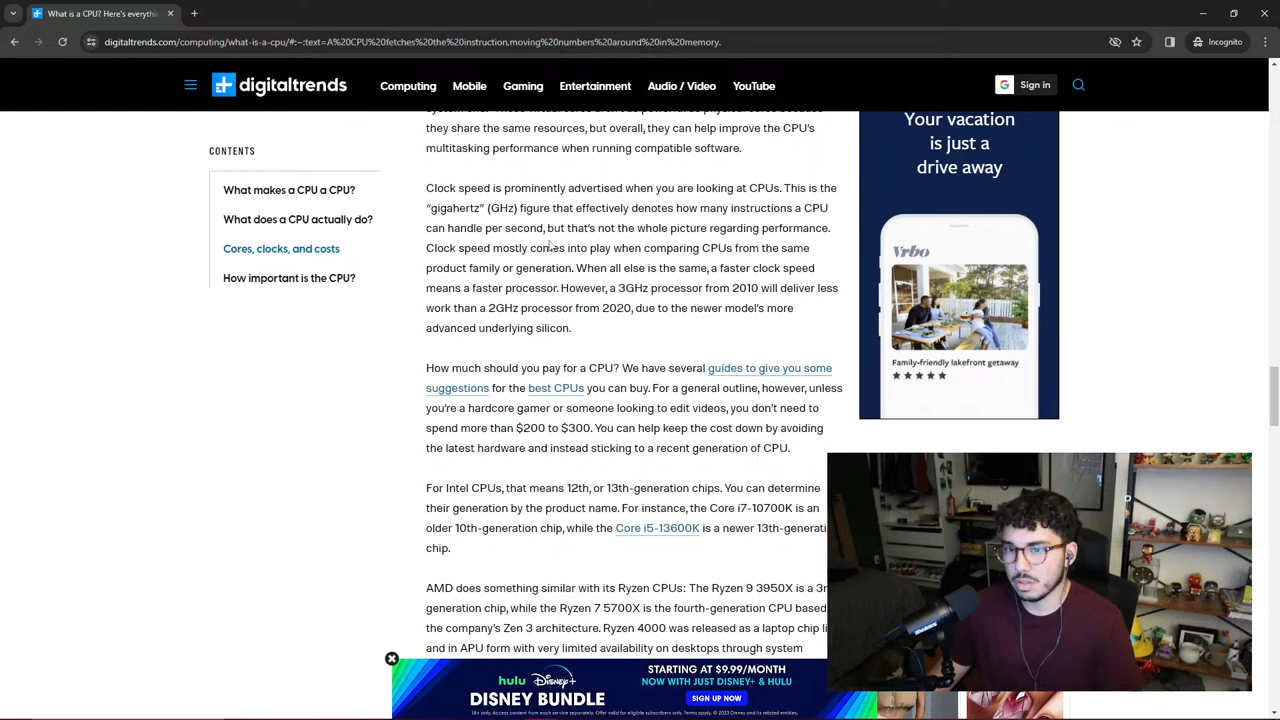 What is a CPU? Here's everythin
digitaltrends.com/computing/what-is-a-cpu/#:~:text=A%20CPU%20fetches%20the%20instruction,moving%20numbers%20around%20in%20memory.
Incognito
digitaltrends
Computing
Mobile
Gaming
Entertainment
Audio / Video
YouTube
Sign in
CONTENTS
What makes a CPU a CPU?
What does a CPU actually do?
Cores, clocks, and costs
How important is the CPU?
they share the same resources, but overall, they can help improve the CPU's
multitasking performance when running compatible software.
Clock speed is prominently advertised when you are looking at CPUs. This is the
“gigahertz” (GHz) figure that effectively denotes how many instructions a CPU
can handle per second, but that's not the whole picture regarding performance.
Clock speed mostly comes into play when comparing CPUs from the same
product family or generation. When all else is the same, a faster clock speed
means a faster processor. However, a 3GHz processor from 2010 will deliver less
work than a 2GHz processor from 2020, due to the newer model's more
advanced underlying silicon.
How much should you pay for a CPU? We have several guides to give you some
suggestions for the best CPUs you can buy. For a general outline, however, unless
you're a hardcore gamer or someone looking to edit videos, you don't need to
spend more than $200 to $300. You can help keep the cost down by avoiding
the latest hardware and instead sticking to a recent generation of CPU.
For Intel CPUs, that means 12th, or 13th-generation chips. You can determine
their generation by the product name. For instance, the Core i7-10700K is an
older 10th-generation chip, while the Core i5-13600K is a newer 13th-generati
chip.
AMD does something similar with its Ryzen CPUs: The Ryzen 9 3950X is a 3r
generation chip, while the Ryzen 7 5700X is the fourth-generation CPU based
the company's Zen 3 architecture. Ryzen 4000 was released as a laptop chip li
and in APU form with very limited availability on desktops through system
Your vacation
is just a
drive away
Vrbo
Family-friendly lakefront getaway
hulu Disney+
DISNEY BUNDLE
STARTING AT $9.99/MONTH
NOW WITH JUST DISNEY+ & HULU
SIGN UP NOW